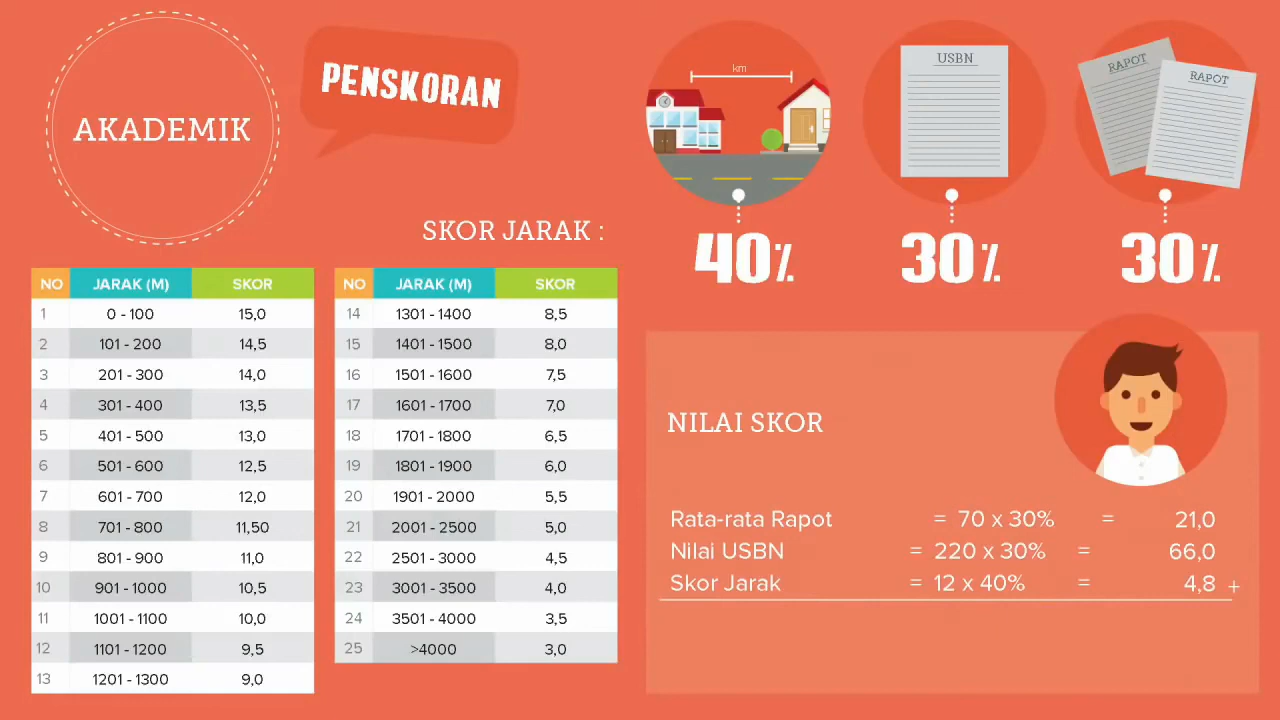 AKADEMIK
PENSKORAN
SKOR JARAK :
NO JARAK (M) SKOR
1 0 - 100 15,0
2 101 - 200 14,5
3 201 - 300 14,0
4 301 - 400 13,5
5 401 - 500 13,0
6 501 - 600 12,5
7 601 - 700 12,0
8 701 - 800 11,50
9 801 - 900 11,0
10 901 - 1000 10,5
11 1001 - 1100 10,0
12 1101 - 1200 9,5
13 1201 - 1300 9,0
NO JARAK (M) SKOR
14 1301 - 1400 8,5
15 1401 - 1500 8,0
16 1501 - 1600 7,5
17 1601 - 1700 7,0
18 1701 - 1800 6,5
19 1801 - 1900 6,0
20 1901 - 2000 5,5
21 2001 - 2500 5,0
22 2501 - 3000 4,5
23 3001 - 3500 4,0
24 3501 - 4000 3,5
25 >4000 3,0
km
USBN
RAPOT
RAPOT
40% 30% 30%
NILAI SKOR
Rata-rata Rapot = 70 x 30% = 21,0
Nilai USBN = 220 x 30% = 66,0
Skor Jarak = 12 x 40% = 4,8 +